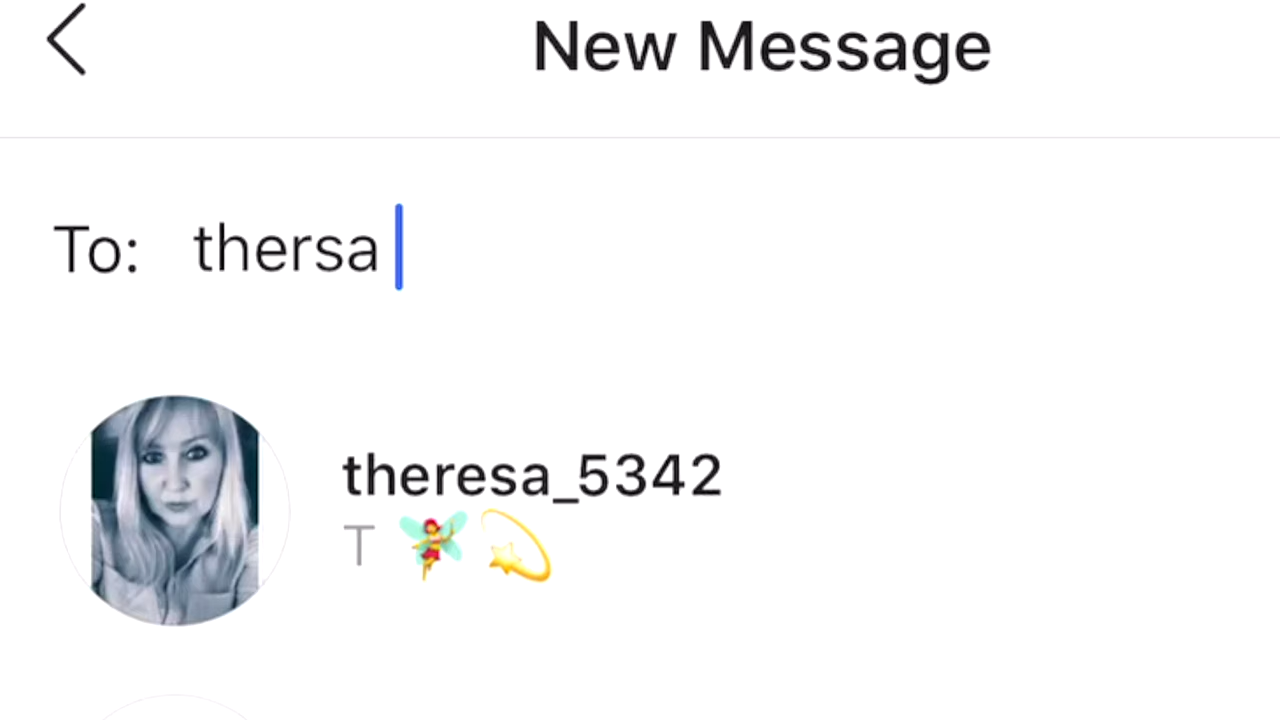 New Message
To: thersa
theresa_5342
T 🧚‍♀️ 💫